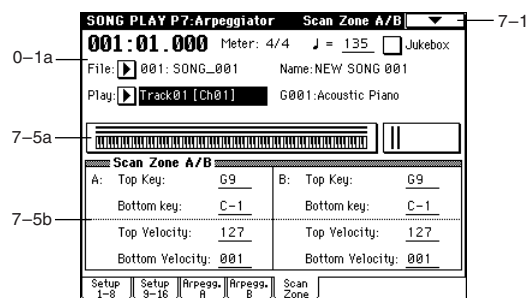 SONG PLAY P7:Arpeggiator Scan Zone A/B
7–1
001:01.000 Meter: 4/4 ♩ = 135 Jukebox
0–1a
File: 001: SONG_001 Name:NEW SONG 001
Play: Track01 [Ch01] G001:Acoustic Piano
7–5a
Scan Zone A/B
A: Top Key: G9 B: Top Key: G9
Bottom key: C-1 Bottom key: C-1
7–5b
Top Velocity: 127 Top Velocity: 127
Bottom Velocity: 001 Bottom Velocity: 001
Setup 1-8 Setup 9-16 Arpegg. A Arpegg. B Scan Zone